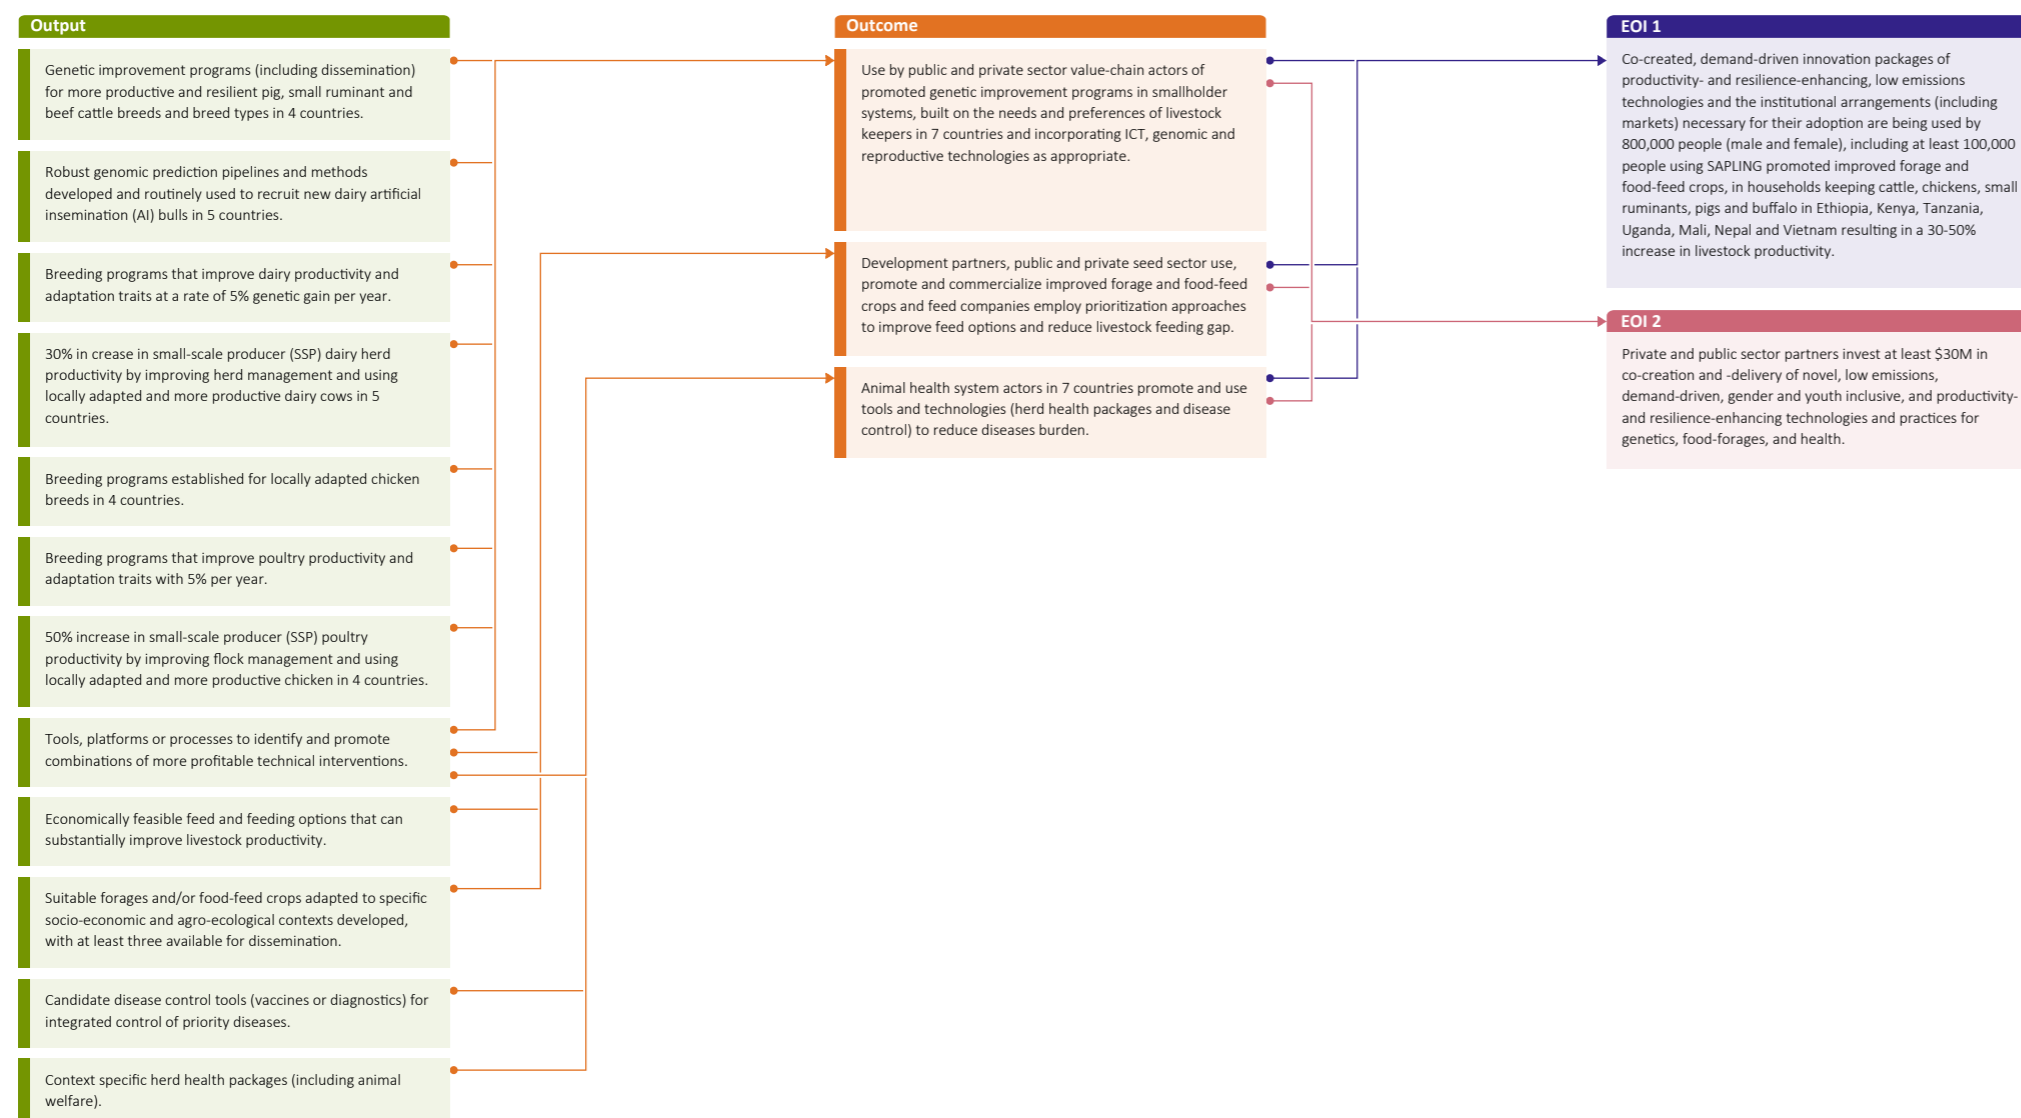 Output
Genetic improvement programs (including dissemination)
for more productive and resilient pig, small ruminant and
beef cattle breeds and breed types in 4 countries.
Robust genomic prediction pipelines and methods
developed and routinely used to recruit new dairy artificial
insemination (AI) bulls in 5 countries.
Breeding programs that improve dairy productivity and
adaptation traits at a rate of 5% genetic gain per year.
30% in crease in small-scale producer (SSP) dairy herd
productivity by improving herd management and using
locally adapted and more productive dairy cows in 5
countries.
Breeding programs established for locally adapted chicken
breeds in 4 countries.
Breeding programs that improve poultry productivity and
adaptation traits with 5% per year.
50% increase in small-scale producer (SSP) poultry
productivity by improving flock management and using
locally adapted and more productive chicken in 4 countries.
Tools, platforms or processes to identify and promote
combinations of more profitable technical interventions.
Economically feasible feed and feeding options that can
substantially improve livestock productivity.
Suitable forages and/or food-feed crops adapted to specific
socio-economic and agro-ecological contexts developed,
with at least three available for dissemination.
Candidate disease control tools (vaccines or diagnostics) for
integrated control of priority diseases.
Context specific herd health packages (including animal
welfare).
Outcome
Use by public and private sector value-chain actors of
promoted genetic improvement programs in smallholder
systems, built on the needs and preferences of livestock
keepers in 7 countries and incorporating ICT, genomic and
reproductive technologies as appropriate.
Development partners, public and private seed sector use,
promote and commercialize improved forage and food-feed
crops and feed companies employ prioritization approaches
to improve feed options and reduce livestock feeding gap.
Animal health system actors in 7 countries promote and use
tools and technologies (herd health packages and disease
control) to reduce diseases burden.
EOI 1
Co-created, demand-driven innovation packages of
productivity- and resilience-enhancing, low emissions
technologies and the institutional arrangements (including
markets) necessary for their adoption are being used by
800,000 people (male and female), including at least 100,000
people using SAPLING promoted improved forage and
food-feed crops, in households keeping cattle, chickens, small
ruminants, pigs and buffalo in Ethiopia, Kenya, Tanzania,
Uganda, Mali, Nepal and Vietnam resulting in a 30-50%
increase in livestock productivity.
EOI 2
Private and public sector partners invest at least $30M in
co-creation and -delivery of novel, low emissions,
demand-driven, gender and youth inclusive, and productivity-
and resilience-enhancing technologies and practices for
genetics, food-forages, and health.